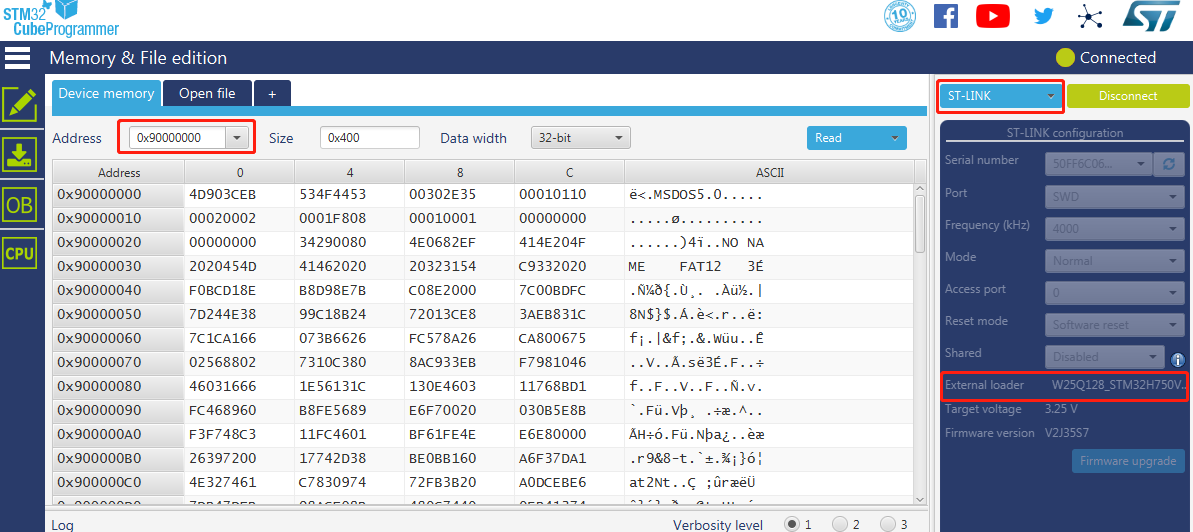 STM32
CubeProgrammer
10
YEARS
ST
Memory & File edition
Connected
Device memory Open file +
ST-LINK Disconnect
Address 0x90000000 Size 0x400 Data width 32-bit Read
ST-LINK configuration
Serial number 50FF6C06...
Port SWD
Frequency (kHz) 4000
Mode Normal
Access port 0
Reset mode Software reset
Shared Disabled
External loader W25Q128_STM32H750V..
Target voltage 3.25 V
Firmware version V2J35S7
Firmware upgrade
OB
CPU
Address 0 4 8 C ASCII
0x90000000 4D903CEB 534F4453 00302E35 00010110 ë<.MSDOS5.0.....
0x90000010 00020002 0001F808 00010001 00000000 .....ø..........
0x90000020 00000000 34290080 4E0682EF 414E204F ......)4ï..NO NA
0x90000030 2020454D 41462020 20323154 C9332020 ME    FAT12   3É
0x90000040 F0BCD18E B8D98E7B C08E2000 7C00BDFC .Ñ¼ð{.Ù¸. .Àü½.|
0x90000050 7D244E38 99C18B24 72013CE8 3AEB831C 8N$}$.Á.è<.r..ë:
0x90000060 7C1CA166 073B6626 FC578A26 CA800675 f¡.|&f;.&.Wüu..Ê
0x90000070 02568802 7310C380 8AC933EB F7981046 ..V..Ã.së3É.F..÷
0x90000080 46031666 1E56131C 130E4603 11768BD1 f..F..V..F..Ñ.v.
0x90000090 FC468960 B8FE5689 E6F70020 030B5E8B `.Fü.Vþ¸ .÷æ.^..
0x900000A0 F3F748C3 11FC4601 BF61FE4E E6E80000 ÃH÷ó.Fü.Nþa¿..èæ
0x900000B0 26397200 17742D38 BE0BB160 A6F37DA1 .r9&8-t.`±.¾¡}ó¦
0x900000C0 4E327461 C7830974 72FB3B20 A0DCEBE6 at2Nt..Ç ;ûræëÜ
Log Verbosity level 1 2 3